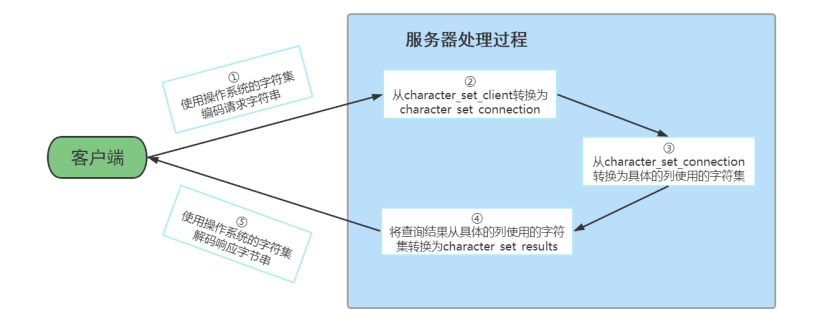 服务器处理过程
①
使用操作系统的字符集
编码请求字符串
②
从character_set_client转换为
character_set_connection
客户端
③
从character_set_connection
转换为具体的列使用的字符集
④
将查询结果从具体的列使用的字符
集转换为character_set_results
⑤
使用操作系统的字符集
解码响应字节串